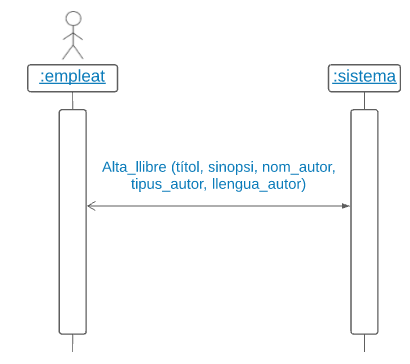 :empleat
:sistema
Alta_llibre (títol, sinopsi, nom_autor,
tipus_autor, llengua_autor)